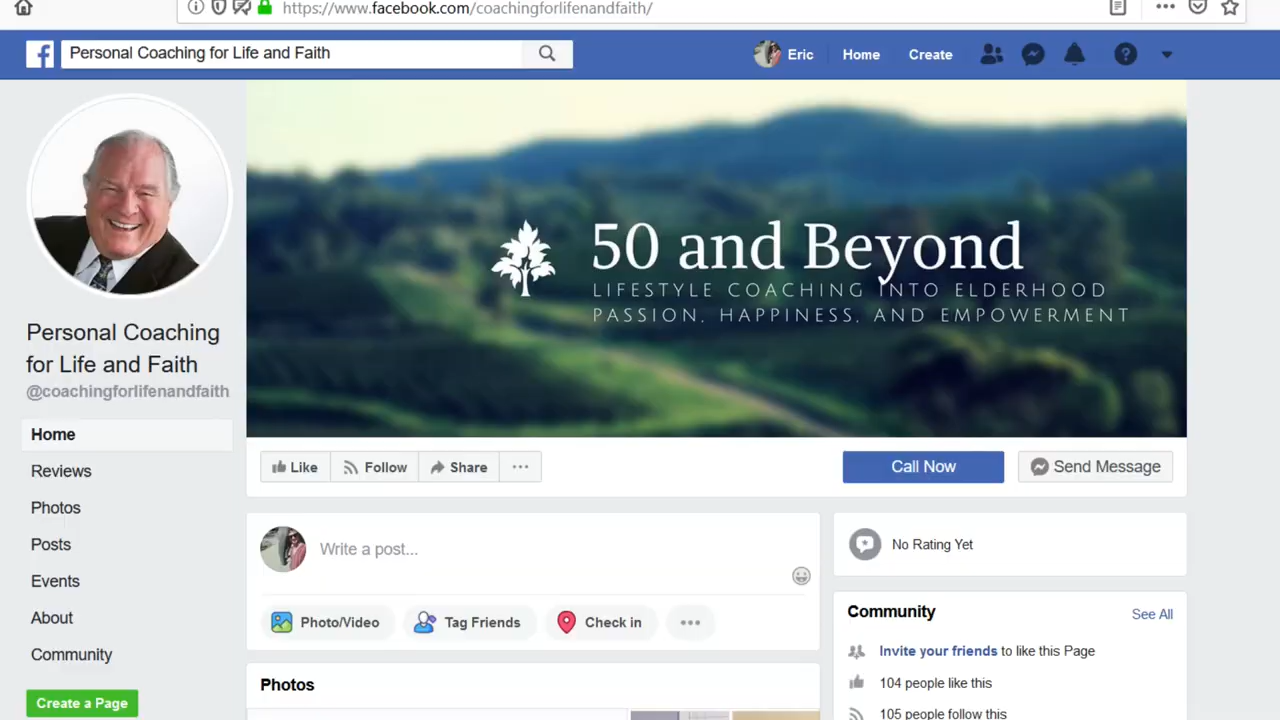 https://www.facebook.com/coachingforlifenandfaith/
Personal Coaching for Life and Faith
Eric
Home
Create
50 and Beyond
LIFESTYLE COACHING INTO ELDERHOOD
PASSION, HAPPINESS, AND EMPOWERMENT
Personal Coaching
for Life and Faith
@coachingforlifenandfaith
Home
Reviews
Photos
Posts
Events
About
Community
Create a Page
Like
Follow
Share
Call Now
Send Message
Write a post...
Photo/Video
Tag Friends
Check in
Photos
No Rating Yet
Community
See All
Invite your friends to like this Page
104 people like this
105 people follow this